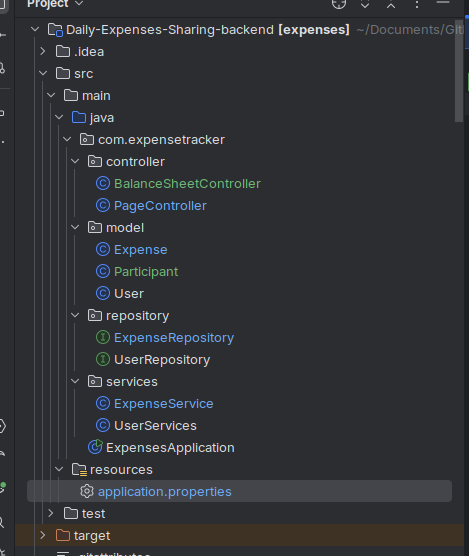 Project
Daily-Expenses-Sharing-backend [expenses] ~/Documents/Git
.idea
src
main
java
com.expensetracker
controller
BalanceSheetController
PageController
model
Expense
Participant
User
repository
ExpenseRepository
UserRepository
services
ExpenseService
UserServices
ExpensesApplication
resources
application.properties
test
target
.gitattributes